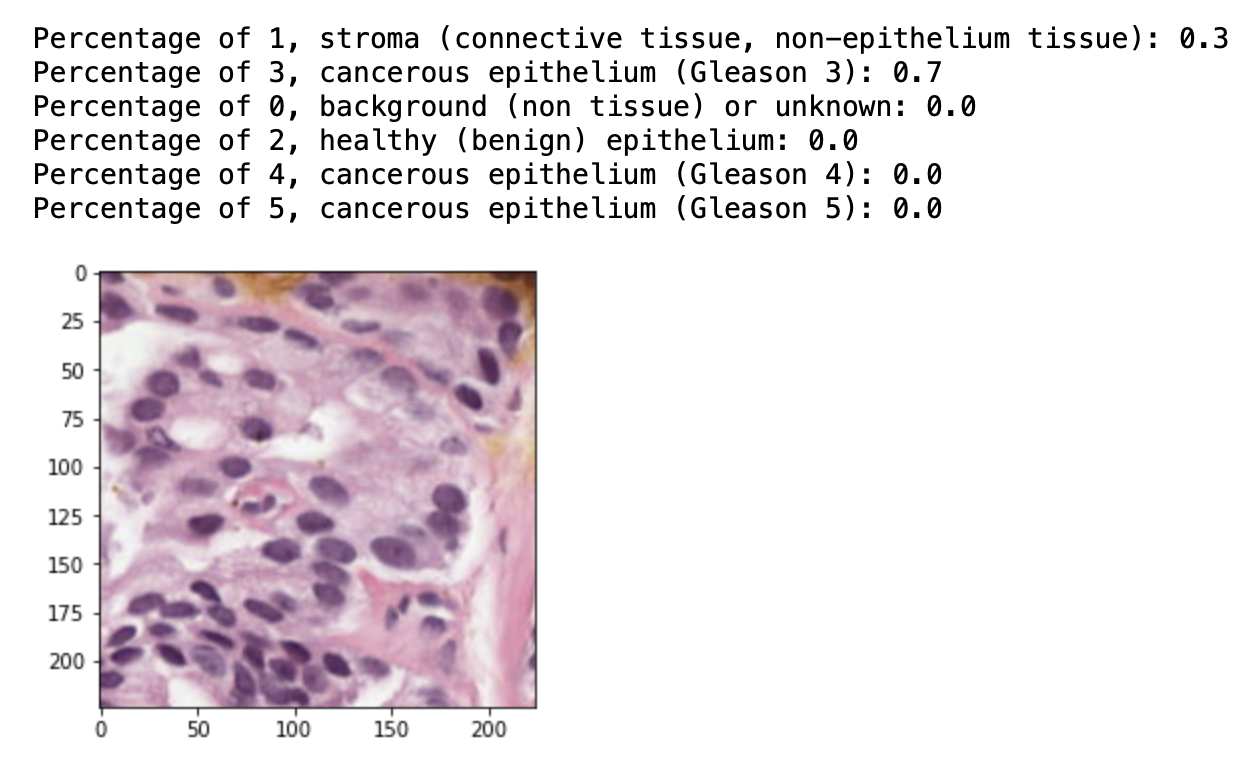 Percentage of 1, stroma (connective tissue, non-epithelium tissue): 0.3
Percentage of 3, cancerous epithelium (Gleason 3): 0.7
Percentage of 0, background (non tissue) or unknown: 0.0
Percentage of 2, healthy (benign) epithelium: 0.0
Percentage of 4, cancerous epithelium (Gleason 4): 0.0
Percentage of 5, cancerous epithelium (Gleason 5): 0.0
0
25
50
75
100
125
150
175
200
0 50 100 150 200